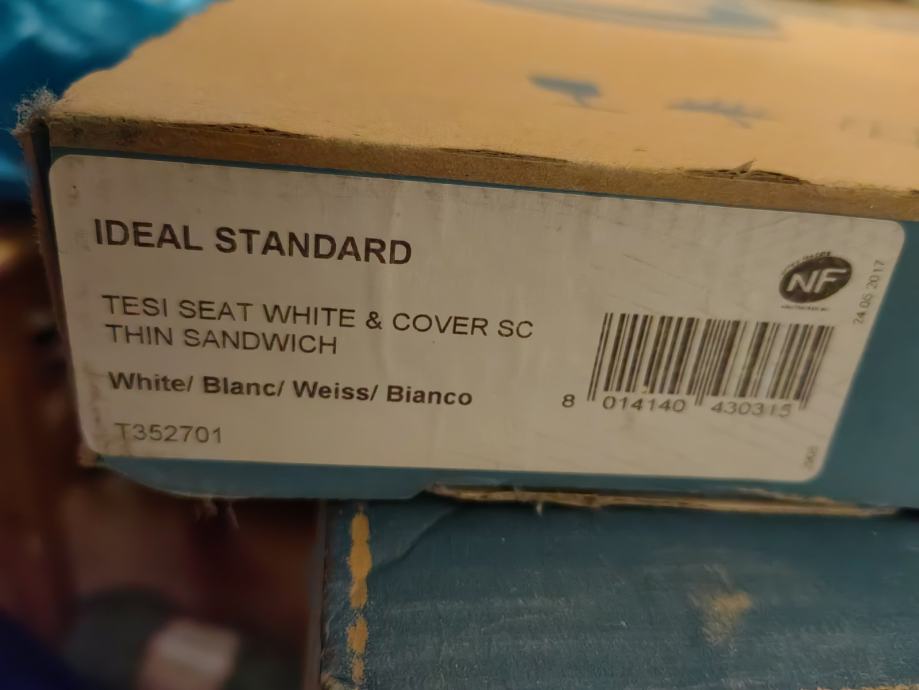 IDEAL STANDARD
TESI SEAT WHITE & COVER SC
THIN SANDWICH
White/ Blanc/ Weiss/ Bianco
T352701
NF
24.06.2017
8 014140 430315